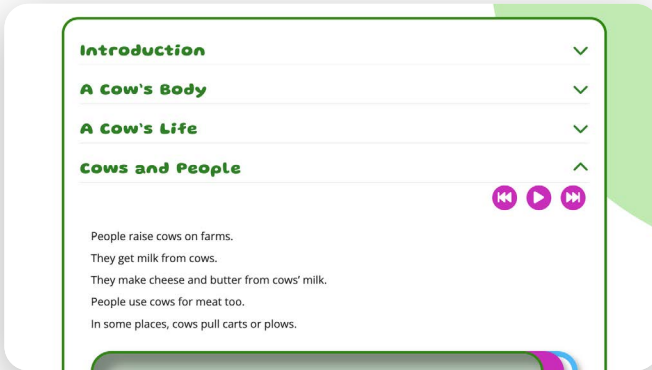 Introduction
A Cow's Body
A Cow's Life
Cows and People
People raise cows on farms.
They get milk from cows.
They make cheese and butter from cows’ milk.
People use cows for meat too.
In some places, cows pull carts or plows.